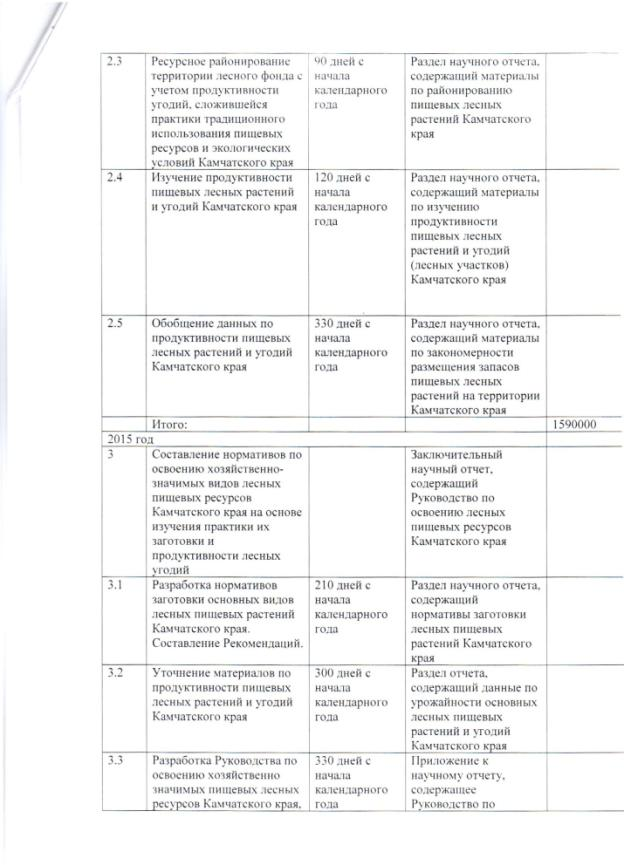 2.3 Ресурсное районирование 90 дней с Раздел научного отчета,
территории лесного фонда с начала содержащий материалы
учетом продуктивности календарного по районированию
угодий, сложившейся года пищевых лесных
практики традиционного растений Камчатского
использования пищевых края
ресурсов и экологических
условий Камчатского края
2.4 Изучение продуктивности 120 дней с Раздел научного отчета,
пищевых лесных растений начала содержащий материалы
и угодий Камчатского края календарного по изучению
года продуктивности
пищевых лесных
растений и угодий
(лесных участков)
Камчатского края
2.5 Обобщение данных по 330 дней с Раздел научного отчета,
продуктивности пищевых начала содержащий материалы
лесных растений и угодий календарного по закономерности
Камчатского края года размещения запасов
пищевых лесных
растений на территории
Камчатского края
Итого: 1590000
2015 год
3 Составление нормативов по Заключительный
освоению хозяйственно- научный отчет,
значимых видов лесных содержащий
пищевых ресурсов Руководство по
Камчатского края на основе освоению лесных
изучения практики их пищевых ресурсов
заготовки и Камчатского края
продуктивности лесных
угодий
3.1 Разработка нормативов 210 дней с Раздел научного отчета,
заготовки основных видов начала содержащий
лесных пищевых растений календарного нормативы заготовки
Камчатского края. года лесных пищевых
Составление Рекомендаций. растений Камчатского
края
3.2 Уточнение материалов по 300 дней с Раздел отчета,
продуктивности пищевых начала содержащий данные по
лесных растений и угодий календарного урожайности основных
Камчатского края года лесных пищевых
растений и угодий
Камчатского края
3.3 Разработка Руководства по 330 дней с Приложение к
освоению хозяйственно начала научному отчету,
значимых пищевых лесных календарного содержащее
ресурсов Камчатского края, года Руководство по